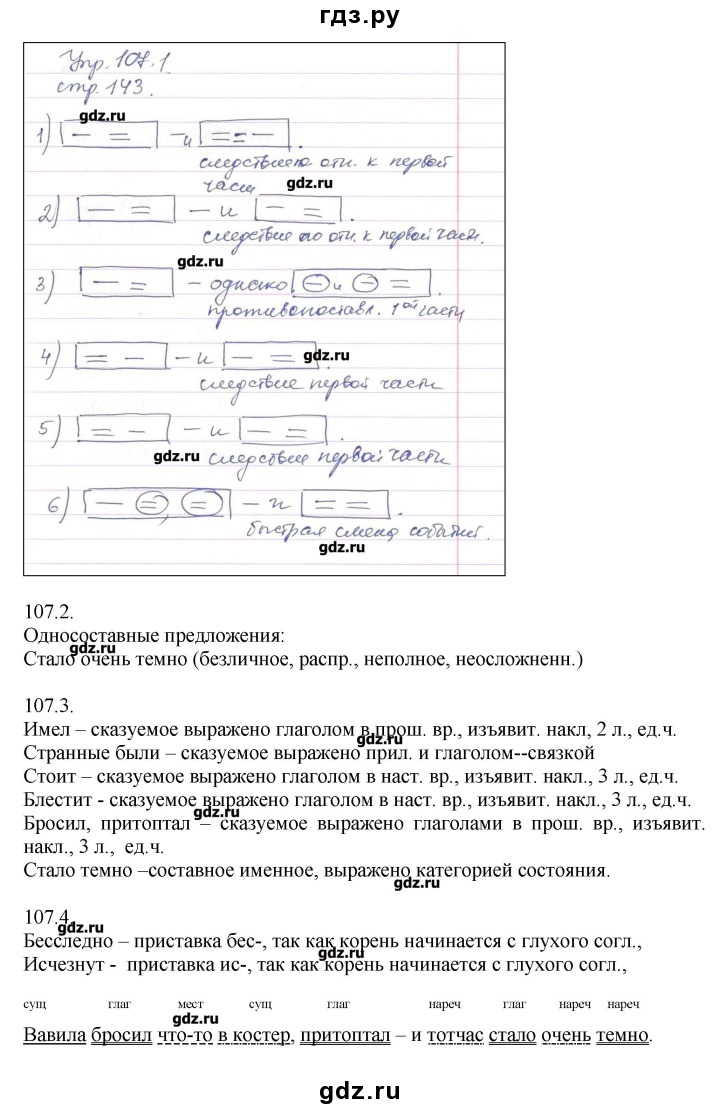 гдз.ру
Упр. 107.1.
стр. 143.
gdz.ru
1) - и .
следствие по отн. к первой
части gdz.ru
2) – и .
следствие по отн. к первой части.
gdz.ru
3) – однако и .
противопоставл. 1ой части
4) – и . gdz.ru
следствие первой части
5) – и .
gdz.ru следствие первой части
6) , – и .
быстрая смена событий.
gdz.ru
107.2.
Односоставные предложения:
gdz.ru
Стало очень темно (безличное, распр., неполное, неосложненн.)
107.3.
Имел – сказуемое выражено глаголом в прош. вр., изъявит. накл, 2 л., ед.ч.
gdz.ru
Странные были – сказуемое выражено прил. и глаголом--связкой
Стоит – сказуемое выражено глаголом в наст. вр., изъявит. накл., 3 л., ед.ч.
Блестит - сказуемое выражено глаголом в наст. вр., изъявит. накл., 3 л., ед.ч.
gdz.ru
Бросил, притоптал – сказуемое выражено глаголами в прош. вр., изъявит.
накл., 3 л., ед.ч.
Стало темно –составное именное, выражено категорией состояния.
gdz.ru
107.4.
gdz.ru
Бесследно – приставка бес-, так как корень начинается с глухого согл.,
gdz.ru
Исчезнут - приставка ис-, так как корень начинается с глухого согл.,
сущ глаг мест сущ глаг нареч глаг нареч нареч
gdz.ru
Вавила бросил что-то в костер, притоптал – и тотчас стало очень темно.
gdz.ru